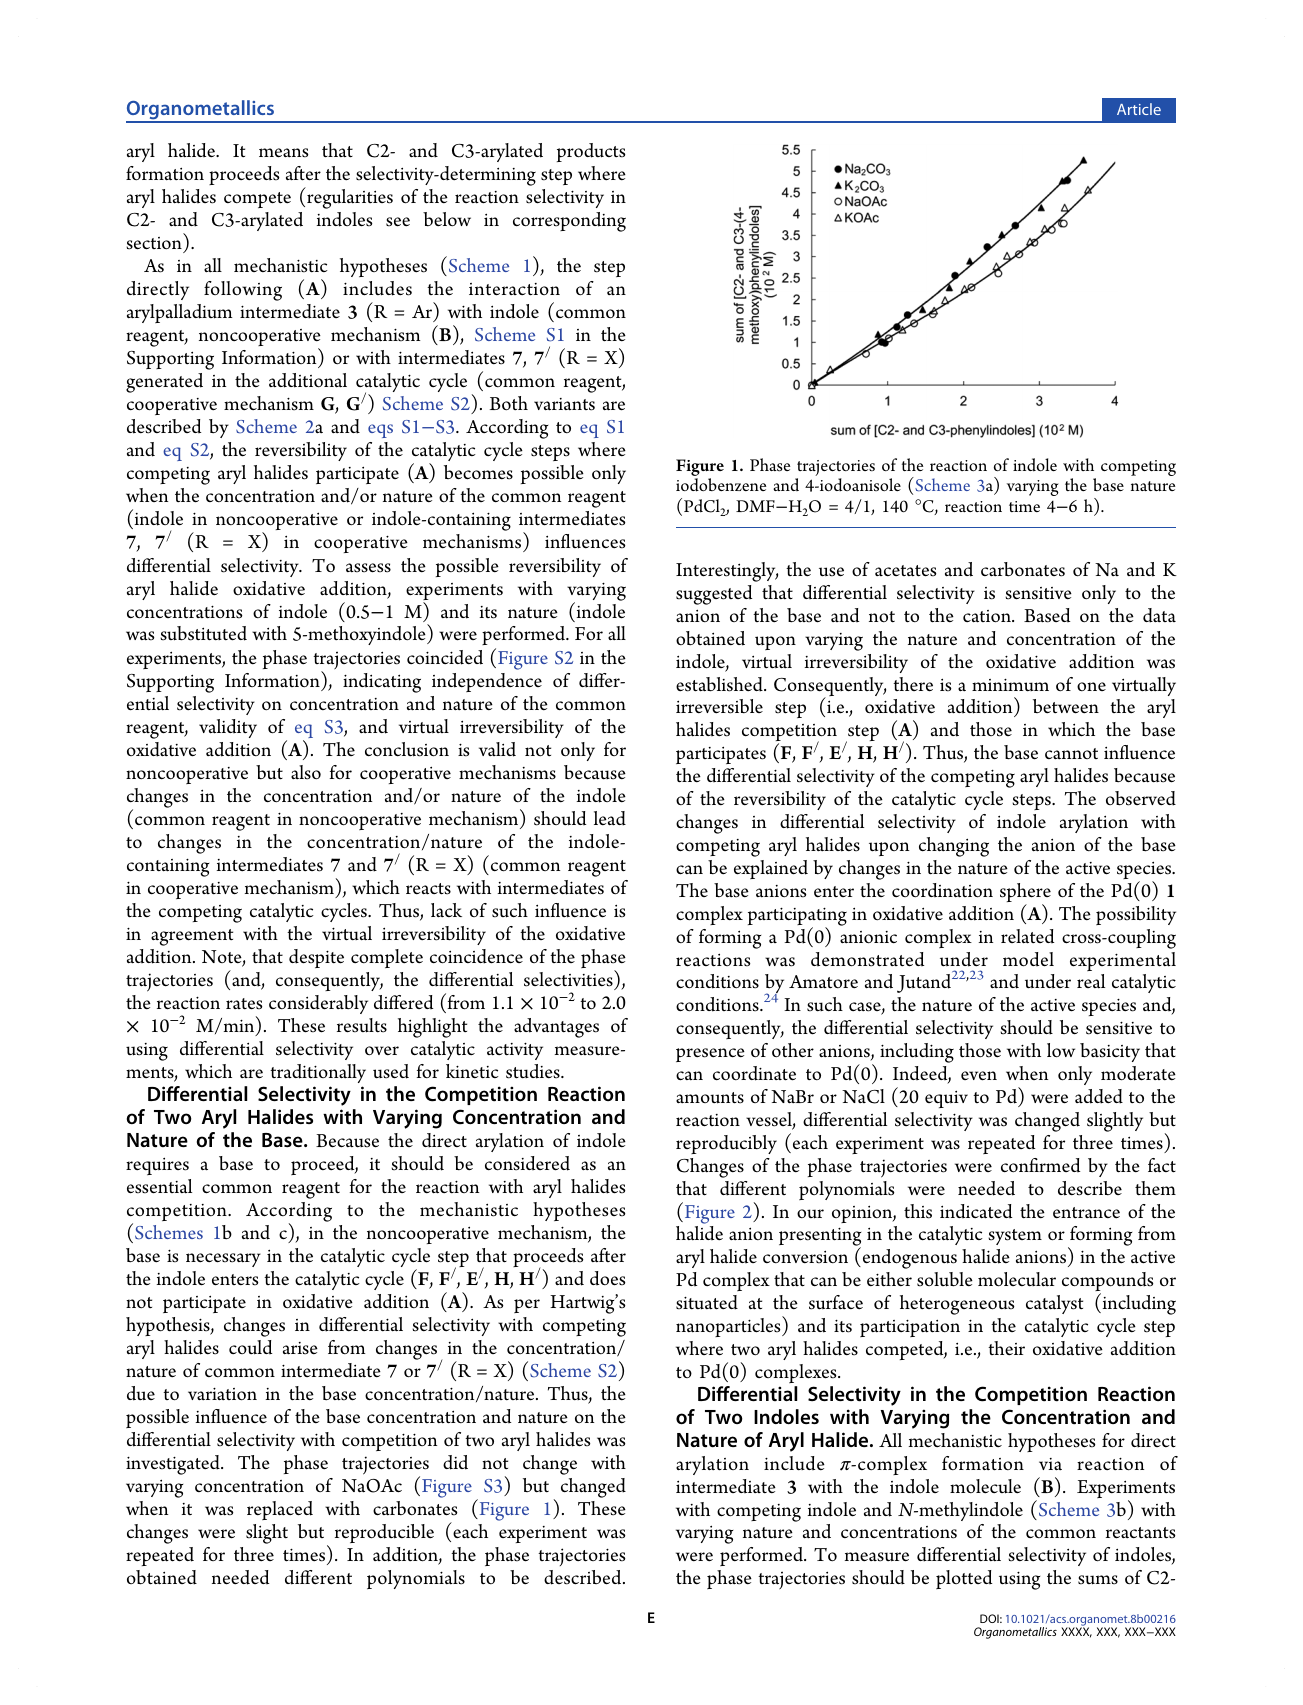 Organometallics
Article
aryl halide. It means that C2- and C3-arylated products
formation proceeds after the selectivity-determining step where
aryl halides compete (regularities of the reaction selectivity in
C2- and C3-arylated indoles see below in corresponding
section).
As in all mechanistic hypotheses (Scheme 1), the step
directly following (A) includes the interaction of an
arylpalladium intermediate 3 (R = Ar) with indole (common
reagent, noncooperative mechanism (B), Scheme S1 in the
Supporting Information) or with intermediates 7, 7/ (R = X)
generated in the additional catalytic cycle (common reagent,
cooperative mechanism G, G/) Scheme S2). Both variants are
described by Scheme 2a and eqs S1−S3. According to eq S1
and eq S2, the reversibility of the catalytic cycle steps where
competing aryl halides participate (A) becomes possible only
when the concentration and/or nature of the common reagent
(indole in noncooperative or indole-containing intermediates
7, 7/ (R = X) in cooperative mechanisms) influences
differential selectivity. To assess the possible reversibility of
aryl halide oxidative addition, experiments with varying
concentrations of indole (0.5−1 M) and its nature (indole
was substituted with 5-methoxyindole) were performed. For all
experiments, the phase trajectories coincided (Figure S2 in the
Supporting Information), indicating independence of differ-
ential selectivity on concentration and nature of the common
reagent, validity of eq S3, and virtual irreversibility of the
oxidative addition (A). The conclusion is valid not only for
noncooperative but also for cooperative mechanisms because
changes in the concentration and/or nature of the indole
(common reagent in noncooperative mechanism) should lead
to changes in the concentration/nature of the indole-
containing intermediates 7 and 7/ (R = X) (common reagent
in cooperative mechanism), which reacts with intermediates of
the competing catalytic cycles. Thus, lack of such influence is
in agreement with the virtual irreversibility of the oxidative
addition. Note, that despite complete coincidence of the phase
trajectories (and, consequently, the differential selectivities),
the reaction rates considerably differed (from 1.1 × 10−2 to 2.0
× 10−2 M/min). These results highlight the advantages of
using differential selectivity over catalytic activity measure-
ments, which are traditionally used for kinetic studies.
Differential Selectivity in the Competition Reaction
of Two Aryl Halides with Varying Concentration and
Nature of the Base. Because the direct arylation of indole
requires a base to proceed, it should be considered as an
essential common reagent for the reaction with aryl halides
competition. According to the mechanistic hypotheses
(Schemes 1b and c), in the noncooperative mechanism, the
base is necessary in the catalytic cycle step that proceeds after
the indole enters the catalytic cycle (F, F/, E/, H, H/) and does
not participate in oxidative addition (A). As per Hartwig's
hypothesis, changes in differential selectivity with competing
aryl halides could arise from changes in the concentration/
nature of common intermediate 7 or 7/ (R = X) (Scheme S2)
due to variation in the base concentration/nature. Thus, the
possible influence of the base concentration and nature on the
differential selectivity with competition of two aryl halides was
investigated. The phase trajectories did not change with
varying concentration of NaOAc (Figure S3) but changed
when it was replaced with carbonates (Figure 1). These
changes were slight but reproducible (each experiment was
repeated for three times). In addition, the phase trajectories
obtained needed different polynomials to be described.
5.5
5
4.5
4
3.5
3
2.5
2
1.5
1
0.5
0
0 1 2 3 4
Na2CO3
K2CO3
NaOAc
KOAc
sum of [C2- and C3-(4-
methoxy)phenylindoles]
(10 2 M)
sum of [C2- and C3-phenylindoles] (10² M)
Figure 1. Phase trajectories of the reaction of indole with competing
iodobenzene and 4-iodoanisole (Scheme 3a) varying the base nature
(PdCl2, DMF−H2O = 4/1, 140 °C, reaction time 4−6 h).
Interestingly, the use of acetates and carbonates of Na and K
suggested that differential selectivity is sensitive only to the
anion of the base and not to the cation. Based on the data
obtained upon varying the nature and concentration of the
indole, virtual irreversibility of the oxidative addition was
established. Consequently, there is a minimum of one virtually
irreversible step (i.e., oxidative addition) between the aryl
halides competition step (A) and those in which the base
participates (F, F/, E/, H, H/). Thus, the base cannot influence
the differential selectivity of the competing aryl halides because
of the reversibility of the catalytic cycle steps. The observed
changes in differential selectivity of indole arylation with
competing aryl halides upon changing the anion of the base
can be explained by changes in the nature of the active species.
The base anions enter the coordination sphere of the Pd(0) 1
complex participating in oxidative addition (A). The possibility
of forming a Pd(0) anionic complex in related cross-coupling
reactions was demonstrated under model experimental
conditions by Amatore and Jutand22,23 and under real catalytic
conditions.24 In such case, the nature of the active species and,
consequently, the differential selectivity should be sensitive to
presence of other anions, including those with low basicity that
can coordinate to Pd(0). Indeed, even when only moderate
amounts of NaBr or NaCl (20 equiv to Pd) were added to the
reaction vessel, differential selectivity was changed slightly but
reproducibly (each experiment was repeated for three times).
Changes of the phase trajectories were confirmed by the fact
that different polynomials were needed to describe them
(Figure 2). In our opinion, this indicated the entrance of the
halide anion presenting in the catalytic system or forming from
aryl halide conversion (endogenous halide anions) in the active
Pd complex that can be either soluble molecular compounds or
situated at the surface of heterogeneous catalyst (including
nanoparticles) and its participation in the catalytic cycle step
where two aryl halides competed, i.e., their oxidative addition
to Pd(0) complexes.
Differential Selectivity in the Competition Reaction
of Two Indoles with Varying the Concentration and
Nature of Aryl Halide. All mechanistic hypotheses for direct
arylation include π-complex formation via reaction of
intermediate 3 with the indole molecule (B). Experiments
with competing indole and N-methylindole (Scheme 3b) with
varying nature and concentrations of the common reactants
were performed. To measure differential selectivity of indoles,
the phase trajectories should be plotted using the sums of C2-
E
DOI: 10.1021/acs.organomet.8b00216
Organometallics XXXX, XXX, XXX−XXX